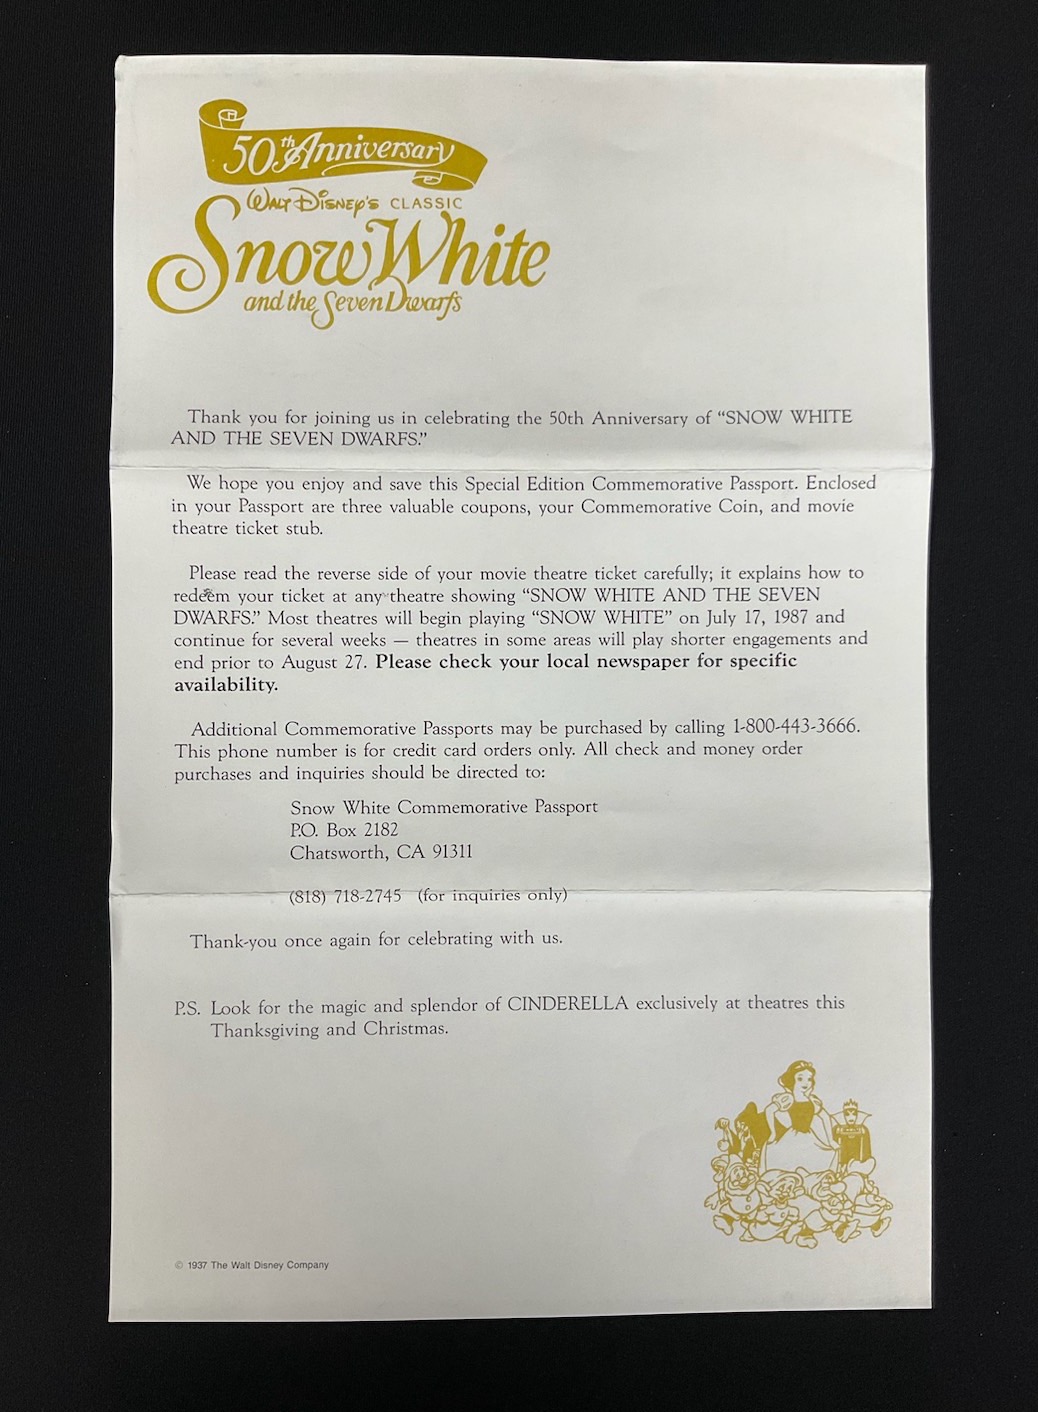 50th Anniversary
WALT DISNEY'S CLASSIC
Snow White
and the Seven Dwarfs
Thank you for joining us in celebrating the 50th Anniversary of “SNOW WHITE
AND THE SEVEN DWARFS.”
We hope you enjoy and save this Special Edition Commemorative Passport. Enclosed
in your Passport are three valuable coupons, your Commemorative Coin, and movie
theatre ticket stub.
Please read the reverse side of your movie theatre ticket carefully; it explains how to
redeem your ticket at any theatre showing “SNOW WHITE AND THE SEVEN
DWARFS.” Most theatres will begin playing “SNOW WHITE” on July 17, 1987 and
continue for several weeks — theatres in some areas will play shorter engagements and
end prior to August 27. Please check your local newspaper for specific
availability.
Additional Commemorative Passports may be purchased by calling 1-800-443-3666.
This phone number is for credit card orders only. All check and money order
purchases and inquiries should be directed to:
Snow White Commemorative Passport
P.O. Box 2182
Chatsworth, CA 91311
(818) 718-2745 (for inquiries only)
Thank-you once again for celebrating with us.
P.S. Look for the magic and splendor of CINDERELLA exclusively at theatres this
Thanksgiving and Christmas.
© 1937 The Walt Disney Company